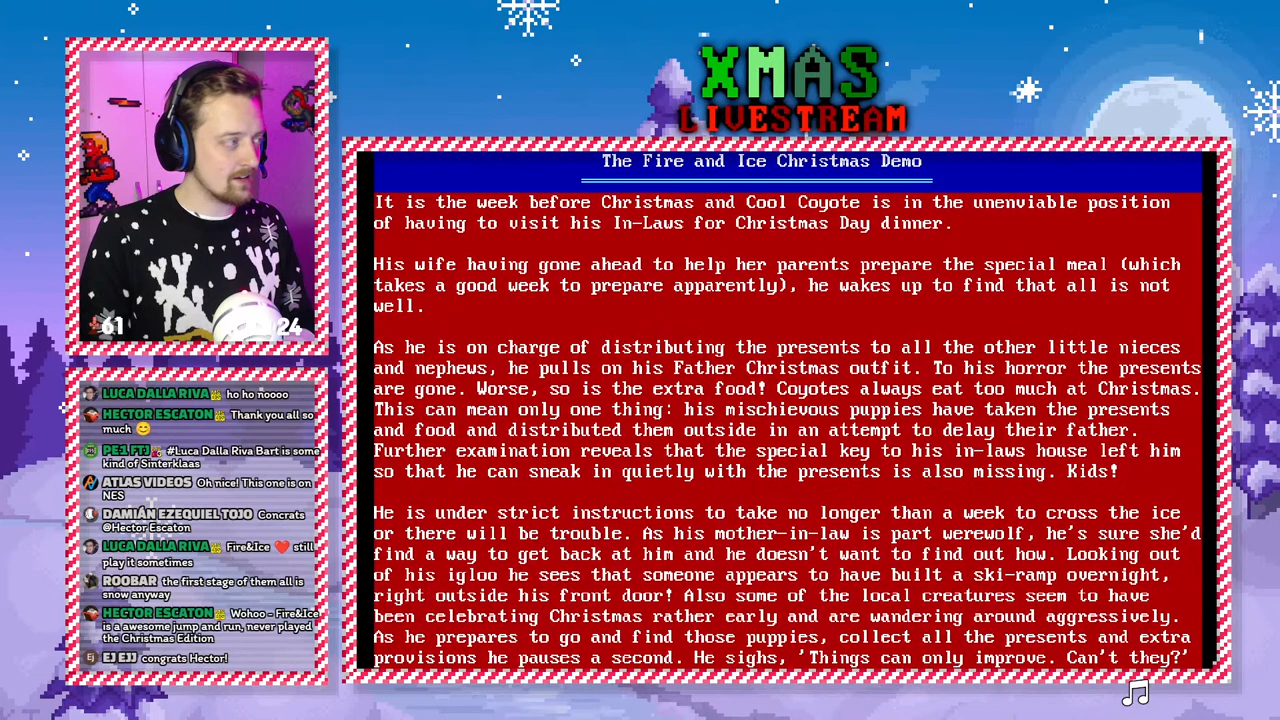 XMAS
LIVESTREAM
The Fire and Ice Christmas Demo
It is the week before Christmas and Cool Coyote is in the unenviable position
of having to visit his In-Laws for Christmas Day dinner.
His wife having gone ahead to help her parents prepare the special meal (which
takes a good week to prepare apparently), he wakes up to find that all is not
well.
As he is on charge of distributing the presents to all the other little nieces
and nephews, he pulls on his Father Christmas outfit. To his horror the presents
are gone. Worse, so is the extra food! Coyotes always eat too much at Christmas.
This can mean only one thing: his mischievous puppies have taken the presents
and food and distributed them outside in an attempt to delay their father.
Further examination reveals that the special key to his in-laws house left him
so that he can sneak in quietly with the presents is also missing. Kids!
He is under strict instructions to take no longer than a week to cross the ice
or there will be trouble. As his mother-in-law is part werewolf, he's sure she'd
find a way to get back at him and he doesn't want to find out how. Looking out
of his igloo he sees that someone appears to have built a ski-ramp overnight,
right outside his front door! Also some of the local creatures seem to have
been celebrating Christmas rather early and are wandering around aggressively.
As he prepares to go and find those puppies, collect all the presents and extra
provisions he pauses a second. He sighs, 'Things can only improve. Can't they?'
61
24
LUCA DALLA RIVA ho ho noooo
HECTOR ESCATON Thank you all so
much 😊
PE1 FTJ #Luca Dalla Riva Bart is some
kind of Sinterklaas
ATLAS VIDEOS Oh nice! This one is on
NES
DAMIÁN EZEQUIEL TOJO Concrats
@Hector Escaton
LUCA DALLA RIVA Fire&Ice ❤️ still
play it sometimes
ROOBAR the first stage of them all is
snow anyway
HECTOR ESCATON Wohoo - Fire&Ice
is a awesome jump and run, never played
the Christmas Edition
Ej EJ EJJ congrats Hector!